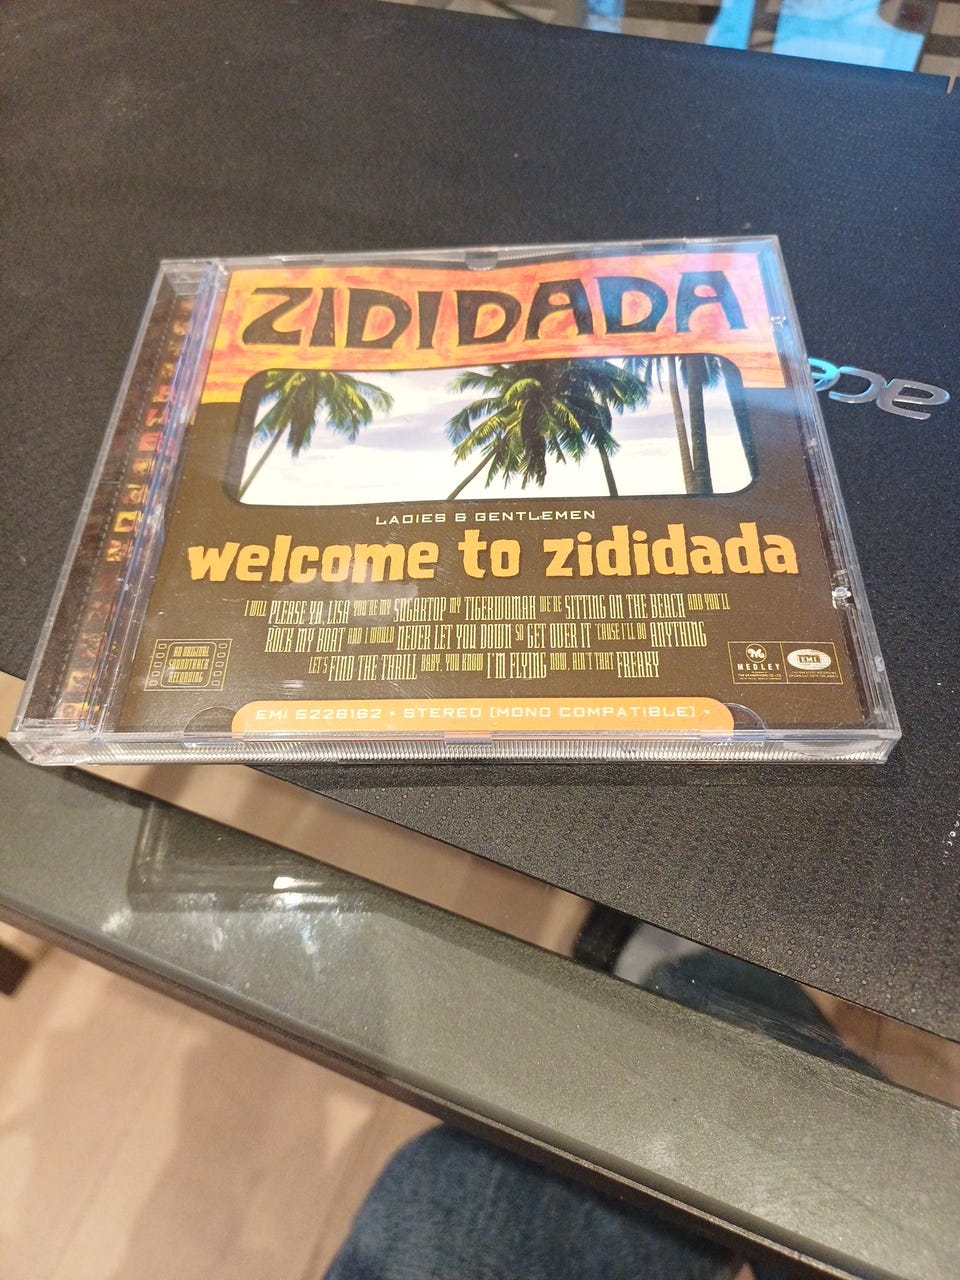 ZIDIDADA
LADIES & GENTLEMEN
welcome to zididada
I WILL PLEASE YA, LISA YOU'RE MY SUGARTOP MY TIGERWOMAN WE'RE SITTING ON THE BEACH AND YOU'LL
ROCK MY BOAT AND I WOULD NEVER LET YOU DOWN SO GET OVER IT 'CAUSE I'LL DO ANYTHING
LET'S FIND THE THRILL BABY, YOU KNOW I'M FLYING NOW, AIN'T THAT FREAKY
AN ORIGINAL
SOUNDTRACK
RECORDING
MEDLEY
EMI
EMI 5228162 • STEREO [MONO COMPATIBLE] •
acer